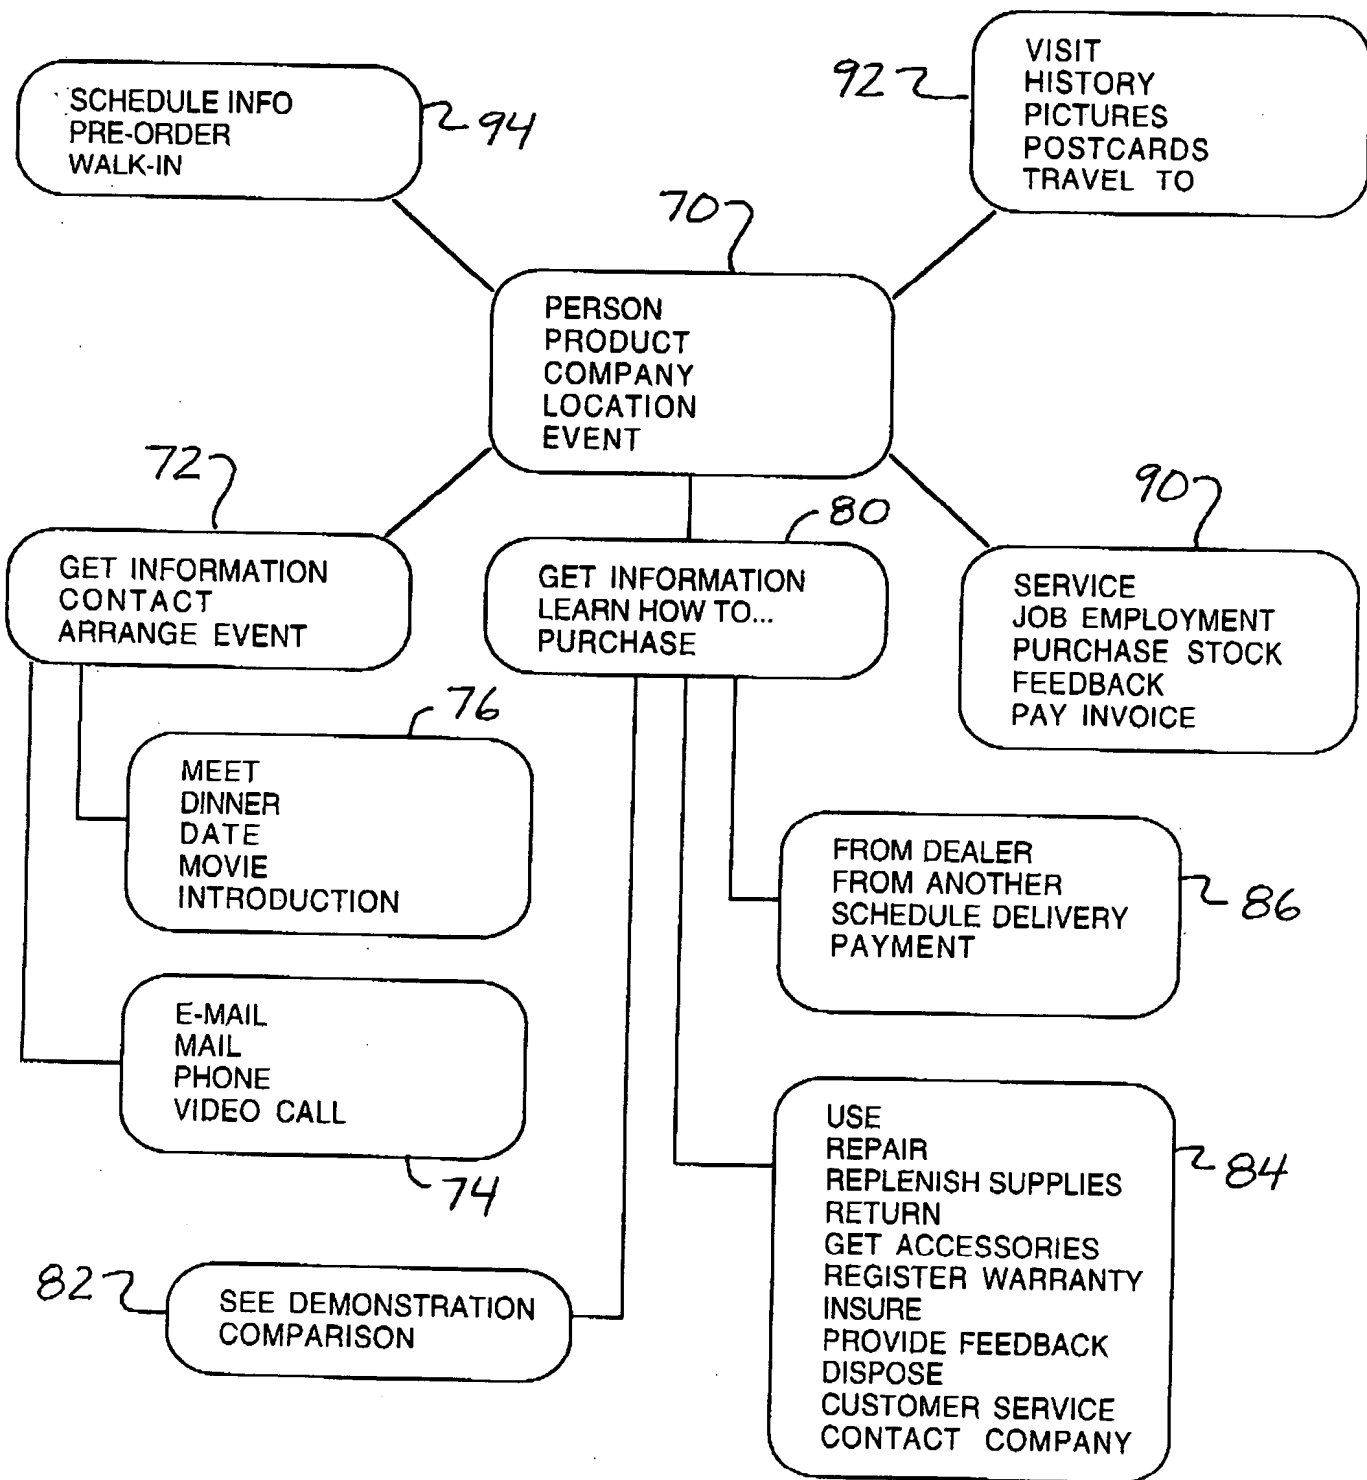 SCHEDULE INFO
PRE-ORDER
WALK-IN
94
92
VISIT
HISTORY
PICTURES
POSTCARDS
TRAVEL TO
70
PERSON
PRODUCT
COMPANY
LOCATION
EVENT
72
GET INFORMATION
CONTACT
ARRANGE EVENT
80
GET INFORMATION
LEARN HOW TO...
PURCHASE
90
SERVICE
JOB EMPLOYMENT
PURCHASE STOCK
FEEDBACK
PAY INVOICE
76
MEET
DINNER
DATE
MOVIE
INTRODUCTION
FROM DEALER
FROM ANOTHER
SCHEDULE DELIVERY
PAYMENT
86
E-MAIL
MAIL
PHONE
VIDEO CALL
74
USE
REPAIR
REPLENISH SUPPLIES
RETURN
GET ACCESSORIES
REGISTER WARRANTY
INSURE
PROVIDE FEEDBACK
DISPOSE
CUSTOMER SERVICE
CONTACT COMPANY
84
82
SEE DEMONSTRATION
COMPARISON